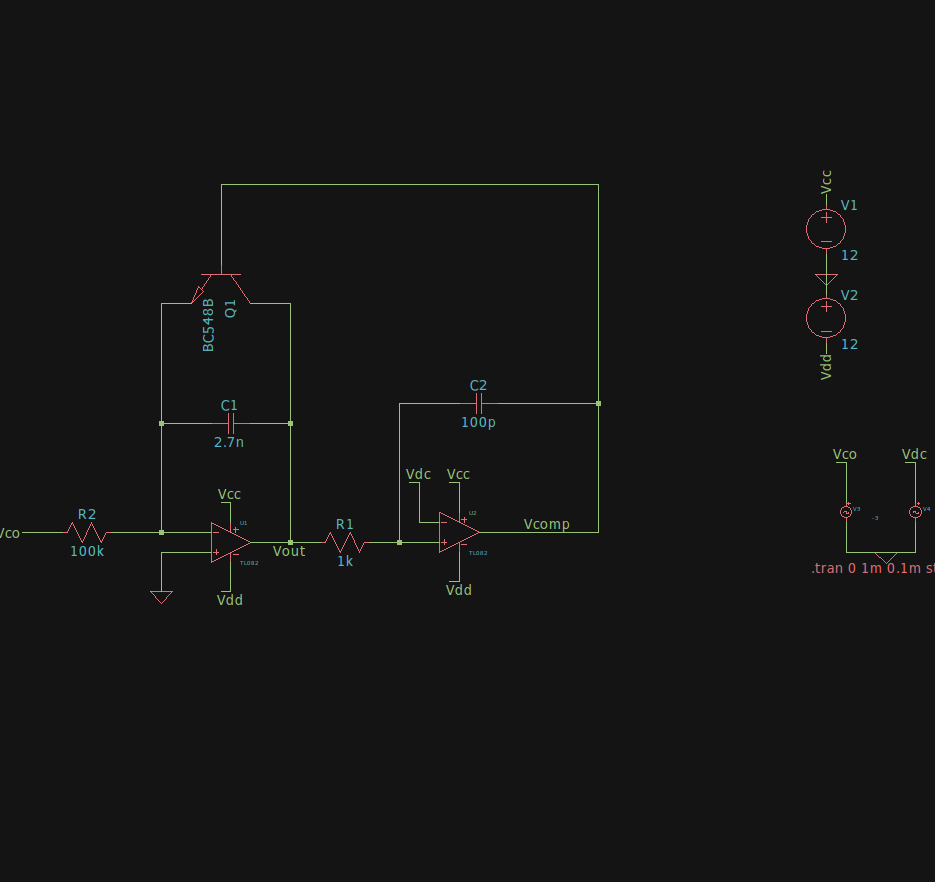 Vcc
V1
12
V2
12
Vdd
BC548B
Q1
C1
2.7n
C2
100p
Vco
R2
100k
Vcc
U1
TL082
Vdd
Vout
R1
1k
Vdc
Vcc
U2
TL082
Vdd
Vcomp
Vco
Vdc
V3
-3
V4
.tran 0 1m 0.1m st